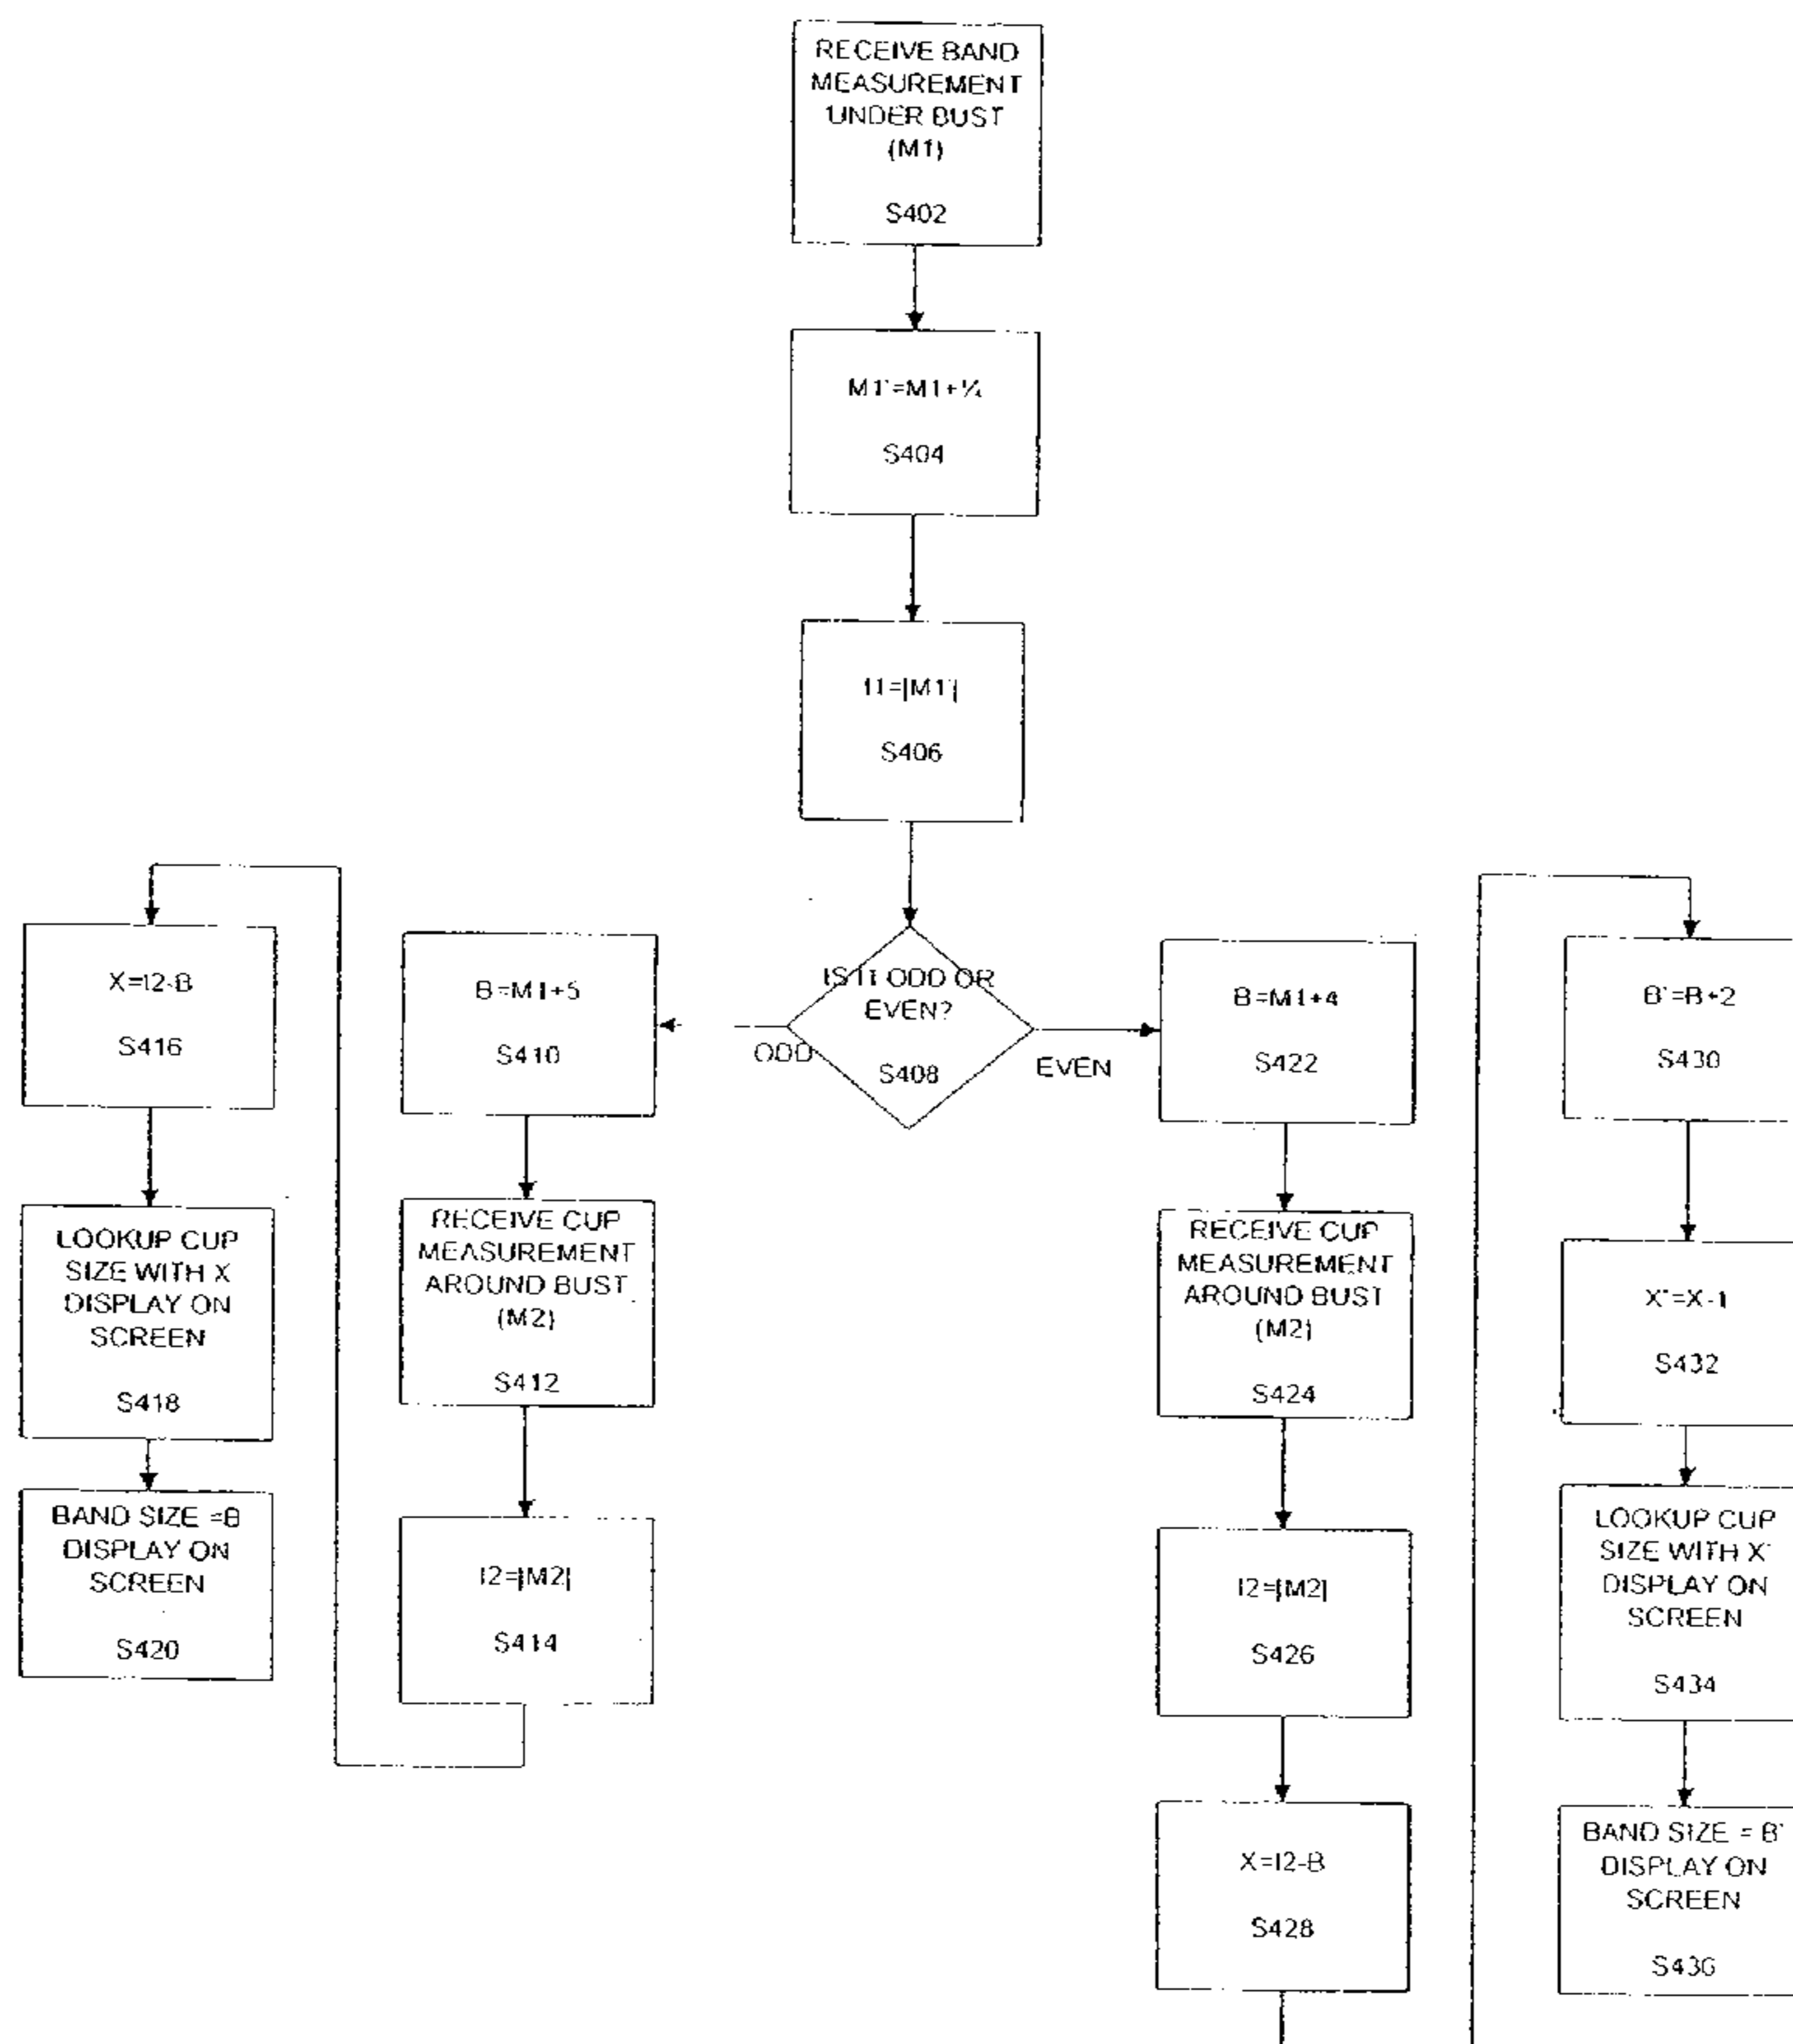 RECEIVE BAND
MEASUREMENT
UNDER BUST
(M1)
S402
M1'=M1+¼
S404
I1=|M1'|
S406
IS I1 ODD OR
EVEN?
S408
ODD
EVEN
B=M1+5
S410
RECEIVE CUP
MEASUREMENT
AROUND BUST
(M2)
S412
I2=|M2|
S414
X=I2-B
S416
LOOKUP CUP
SIZE WITH X
DISPLAY ON
SCREEN
S418
BAND SIZE =B
DISPLAY ON
SCREEN
S420
B=M1+4
S422
RECEIVE CUP
MEASUREMENT
AROUND BUST
(M2)
S424
I2=|M2|
S426
X=I2-B
S428
B'=B+2
S430
X'=X-1
S432
LOOKUP CUP
SIZE WITH X'
DISPLAY ON
SCREEN
S434
BAND SIZE = B'
DISPLAY ON
SCREEN
S436